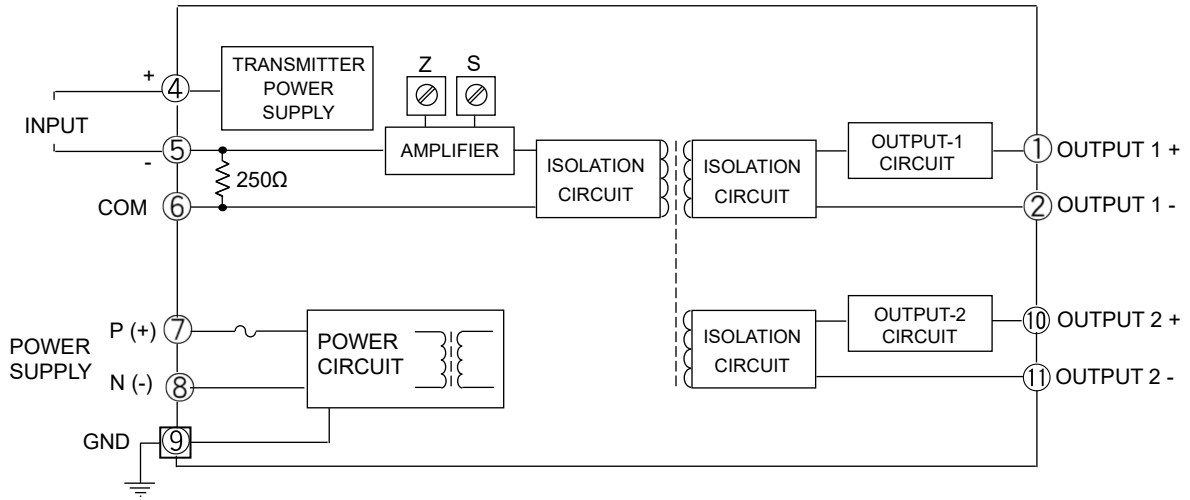 +
4
TRANSMITTER
POWER
SUPPLY
Z
S
INPUT
-
5
AMPLIFIER
250Ω
COM
6
ISOLATION
CIRCUIT
ISOLATION
CIRCUIT
OUTPUT-1
CIRCUIT
1
OUTPUT 1 +
2
OUTPUT 1 -
POWER
SUPPLY
P (+)
7
N (-)
8
POWER
CIRCUIT
GND
9
ISOLATION
CIRCUIT
OUTPUT-2
CIRCUIT
10
OUTPUT 2 +
11
OUTPUT 2 -